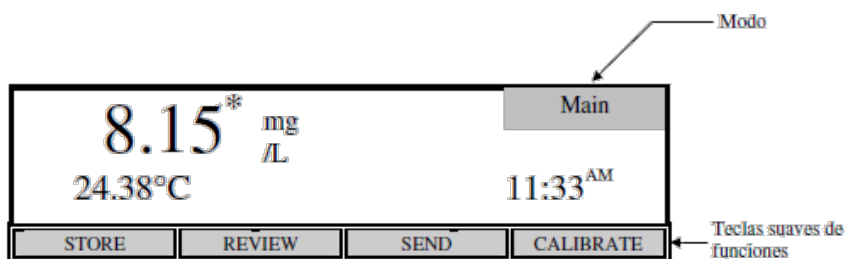 Modo
Main
8.15* mg
/L
24.38°C 11:33AM
STORE REVIEW SEND CALIBRATE
Teclas suaves de
funciones